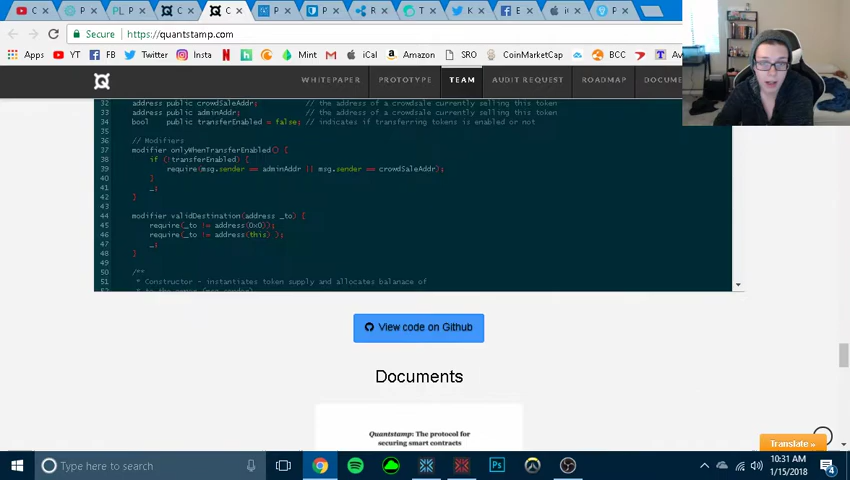 C
P
PL P
C
C
P
P
R
T
K
E
i
P
Secure
https://quantstamp.com
Apps
YT
FB
Twitter
Insta
Mint
iCal
Amazon
SRO
CoinMarketCap
BCC
T
WHITEPAPER
PROTOTYPE
TEAM
AUDIT REQUEST
ROADMAP
DOCUME
32 address public crowdSaleAddr; // the address of a crowdsale currently selling this token
33 address public adminAddr; // the address of a crowdsale currently selling this token
34 bool public transferEnabled = false; // indicates if transferring tokens is enabled or not
35
36 // Modifiers
37 modifier onlyWhenTransferEnabled() {
38 if (!transferEnabled) {
39 require(msg.sender == adminAddr || msg.sender == crowdSaleAddr);
40 }
41 _;
42 }
43
44 modifier validDestination(address _to) {
45 require(_to != address(0x0));
46 require(_to != address(this) );
47 _;
48 }
49
50 /**
51 * Constructor - instantiates token supply and allocates balanace of
View code on Github
Documents
Quantstamp: The protocol for
securing smart contracts
Translate »
Type here to search
10:31 AM
1/15/2018
4